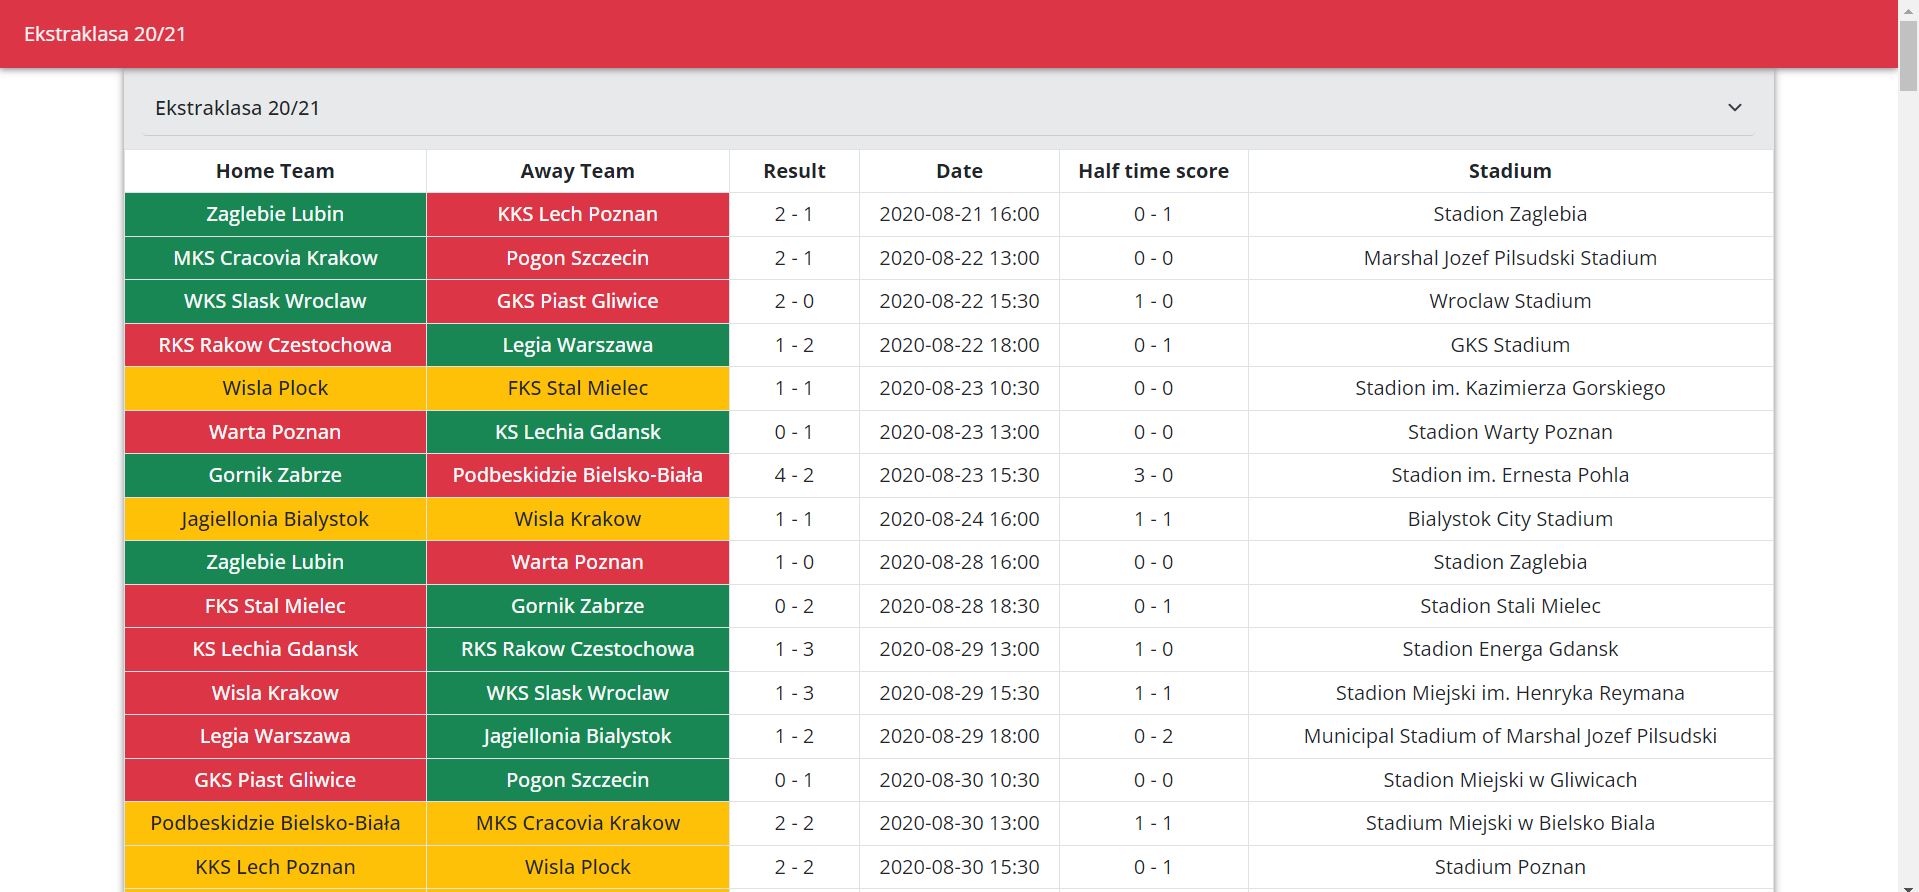 Ekstraklasa 20/21
Ekstraklasa 20/21
Home Team Away Team Result Date Half time score Stadium
Zaglebie Lubin KKS Lech Poznan 2 - 1 2020-08-21 16:00 0 - 1 Stadion Zaglebia
MKS Cracovia Krakow Pogon Szczecin 2 - 1 2020-08-22 13:00 0 - 0 Marshal Jozef Pilsudski Stadium
WKS Slask Wroclaw GKS Piast Gliwice 2 - 0 2020-08-22 15:30 1 - 0 Wroclaw Stadium
RKS Rakow Czestochowa Legia Warszawa 1 - 2 2020-08-22 18:00 0 - 1 GKS Stadium
Wisla Plock FKS Stal Mielec 1 - 1 2020-08-23 10:30 0 - 0 Stadion im. Kazimierza Gorskiego
Warta Poznan KS Lechia Gdansk 0 - 1 2020-08-23 13:00 0 - 0 Stadion Warty Poznan
Gornik Zabrze Podbeskidzie Bielsko-Biała 4 - 2 2020-08-23 15:30 3 - 0 Stadion im. Ernesta Pohla
Jagiellonia Bialystok Wisla Krakow 1 - 1 2020-08-24 16:00 1 - 1 Bialystok City Stadium
Zaglebie Lubin Warta Poznan 1 - 0 2020-08-28 16:00 0 - 0 Stadion Zaglebia
FKS Stal Mielec Gornik Zabrze 0 - 2 2020-08-28 18:30 0 - 1 Stadion Stali Mielec
KS Lechia Gdansk RKS Rakow Czestochowa 1 - 3 2020-08-29 13:00 1 - 0 Stadion Energa Gdansk
Wisla Krakow WKS Slask Wroclaw 1 - 3 2020-08-29 15:30 1 - 1 Stadion Miejski im. Henryka Reymana
Legia Warszawa Jagiellonia Bialystok 1 - 2 2020-08-29 18:00 0 - 2 Municipal Stadium of Marshal Jozef Pilsudski
GKS Piast Gliwice Pogon Szczecin 0 - 1 2020-08-30 10:30 0 - 0 Stadion Miejski w Gliwicach
Podbeskidzie Bielsko-Biała MKS Cracovia Krakow 2 - 2 2020-08-30 13:00 1 - 1 Stadium Miejski w Bielsko Biala
KKS Lech Poznan Wisla Plock 2 - 2 2020-08-30 15:30 0 - 1 Stadium Poznan